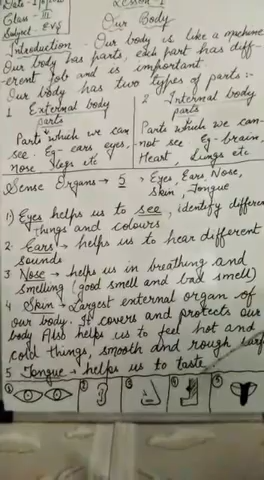 Date -
Class - III
Subject - E.V.S
Lesson - 1
Our Body
Introduction - Our body is like a machine
Our body has parts, each part has diff-
erent job and is important
Our body has two types of parts :-
1 External body
parts
Parts which we can
see. Eg - ears, eyes,
Nose, legs etc
2 Internal body
parts
Parts which we can-
not see. Eg - brain,
Heart, Lungs etc
Sense Organs → 5 → Eyes, Ears, Nose,
Skin, Tongue
1) Eyes helps us to see, identify differen
things and colours
2 Ears → helps us to hear different
sounds
3 Nose → helps us in breathing and
smelling (good smell and bad smell)
4 Skin → Largest external organ of
our body. It covers and protects our
body Also helps us to feel hot and
cold things, smooth and rough surf
5 Tongue → helps us to taste
1 2 3 4 5